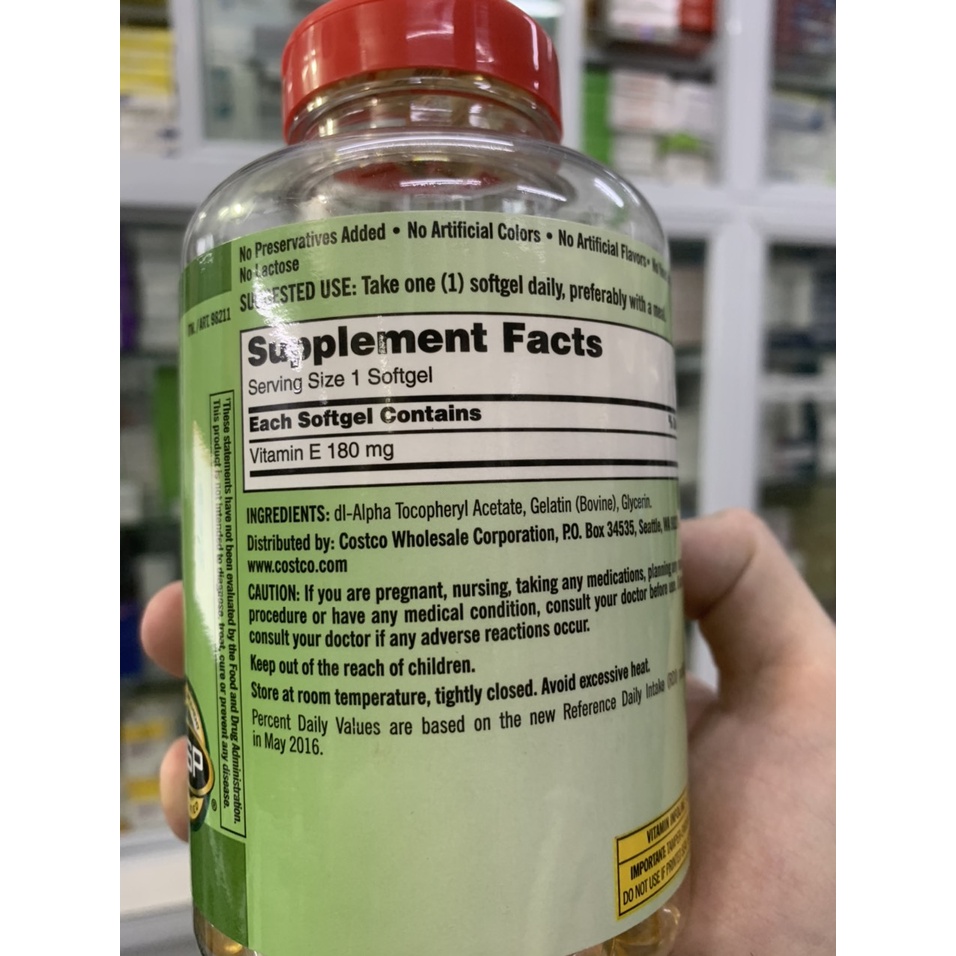 No Preservatives Added • No Artificial Colors • No Artificial Flavors •
No Lactose
SUGGESTED USE: Take one (1) softgel daily, preferably with a meal.
ITM. / ART. 98211
Supplement Facts
Serving Size 1 Softgel
Each Softgel Contains
Vitamin E 180 mg
INGREDIENTS: dl-Alpha Tocopheryl Acetate, Gelatin (Bovine), Glycerin.
Distributed by: Costco Wholesale Corporation, P.O. Box 34535, Seattle, WA
www.costco.com
CAUTION: If you are pregnant, nursing, taking any medications, planning any
procedure or have any medical condition, consult your doctor before use.
consult your doctor if any adverse reactions occur.
Keep out of the reach of children.
Store at room temperature, tightly closed. Avoid excessive heat.
Percent Daily Values are based on the new Reference Daily Intake (RDI
in May 2016.
*These statements have not been evaluated by the Food and Drug Administration.
This product is not intended to diagnose, treat, cure or prevent any disease.
VITAMIN
IMPORTANT:
DO NOT USE IF